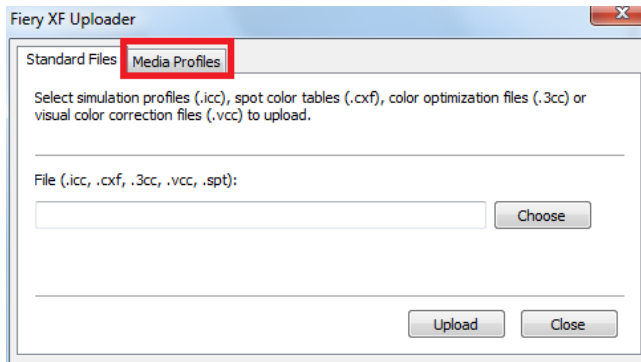 Fiery XF Uploader
Standard Files
Media Profiles
Select simulation profiles (.icc), spot color tables (.cxf), color optimization files (.3cc) or
visual color correction files (.vcc) to upload.
File (.icc, .cxf, .3cc, .vcc, .spt):
Choose
Upload
Close